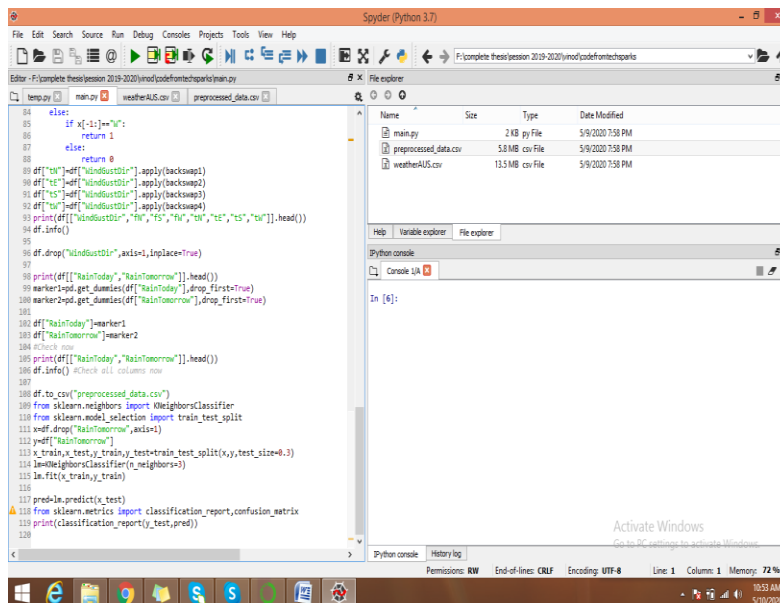 Spyder (Python 3.7)
File Edit Search Source Run Debug Consoles Projects Tools View Help
F:\complete thesis\session 2019-2020\vinod\codefromtechsparks
Editor - F:\complete thesis\session 2019-2020\vinod\codefromtechsparks\main.py
temp.py main.py weatherAUS.csv preprocessed_data.csv
84 else:
85 if x[-1:]=="W":
86 return 1
87 else:
88 return 0
89 df["tN"]=df["WindGustDir"].apply(backswap1)
90 df["tE"]=df["WindGustDir"].apply(backswap2)
91 df["tS"]=df["WindGustDir"].apply(backswap3)
92 df["tW"]=df["WindGustDir"].apply(backswap4)
93 print(df[["WindGustDir","fN","fS","fW","tN","tE","tS","tW"]].head())
94 df.info()
95
96 df.drop("WindGustDir",axis=1,inplace=True)
97
98 print(df[["RainToday","RainTomorrow"]].head())
99 marker1=pd.get_dummies(df["RainToday"],drop_first=True)
100 marker2=pd.get_dummies(df["RainTomorrow"],drop_first=True)
101
102 df["RainToday"]=marker1
103 df["RainTomorrow"]=marker2
104 #Check now
105 print(df[["RainToday","RainTomorrow"]].head())
106 df.info() #Check all columns now
107
108 df.to_csv("preprocessed_data.csv")
109 from sklearn.neighbors import KNeighborsClassifier
110 from sklearn.model_selection import train_test_split
111 x=df.drop("RainTomorrow",axis=1)
112 y=df["RainTomorrow"]
113 x_train,x_test,y_train,y_test=train_test_split(x,y,test_size=0.3)
114 lm=KNeighborsClassifier(n_neighbors=3)
115 lm.fit(x_train,y_train)
116
117 pred=lm.predict(x_test)
118 from sklearn.metrics import classification_report,confusion_matrix
119 print(classification_report(y_test,pred))
120
File explorer
Name Size Type Date Modified
main.py 2 KB py File 5/9/2020 7:58 PM
preprocessed_data.csv 5.8 MB csv File 5/9/2020 7:58 PM
weatherAUS.csv 13.5 MB csv File 5/9/2020 7:58 PM
Help Variable explorer File explorer
IPython console
Console 1/A
In [6]:
Activate Windows
Go to PC settings to activate Windows.
IPython console History log
Permissions: RW End-of-lines: CRLF Encoding: UTF-8 Line: 1 Column: 1 Memory: 72 %
10:53 AM